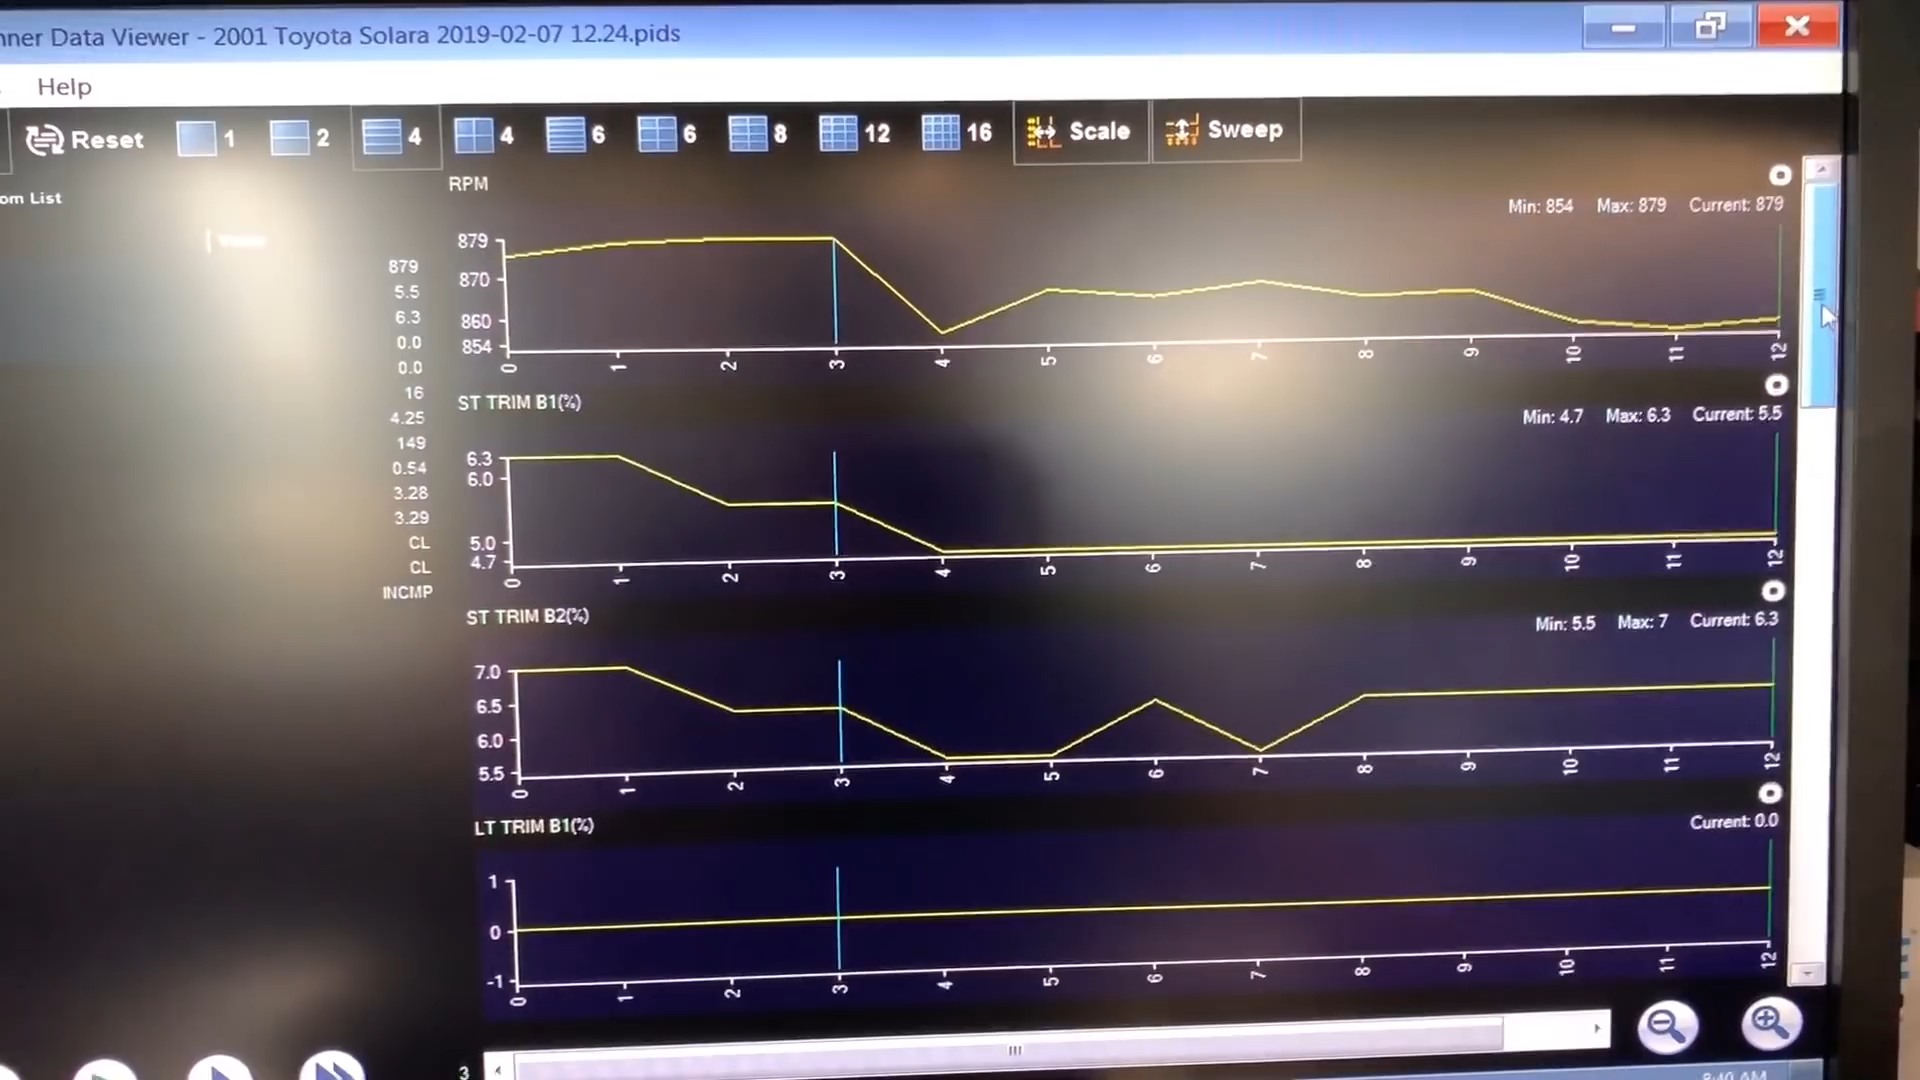 nner Data Viewer - 2001 Toyota Solara 2019-02-07 12.24.pids
Help
Reset 1 2 4 4 6 6 8 12 16 Scale Sweep
om List
879
5.5
6.3
0.0
0.0
16
4.25
149
0.54
3.28
3.29
CL
CL
INCMP
RPM
Min: 854 Max: 879 Current: 879
879
870
860
854
0 1 2 3 4 5 6 7 8 9 10 11 12
ST TRIM B1(%)
Min: 4.7 Max: 6.3 Current: 5.5
6.3
6.0
5.0
4.7
0 1 2 3 4 5 6 7 8 9 10 11 12
ST TRIM B2(%)
Min: 5.5 Max: 7 Current: 6.3
7.0
6.5
6.0
5.5
0 1 2 3 4 5 6 7 8 9 10 11 12
LT TRIM B1(%)
Current: 0.0
1
0
-1
0 1 2 3 4 5 6 7 8 9 10 11 12
3
8:40 AM